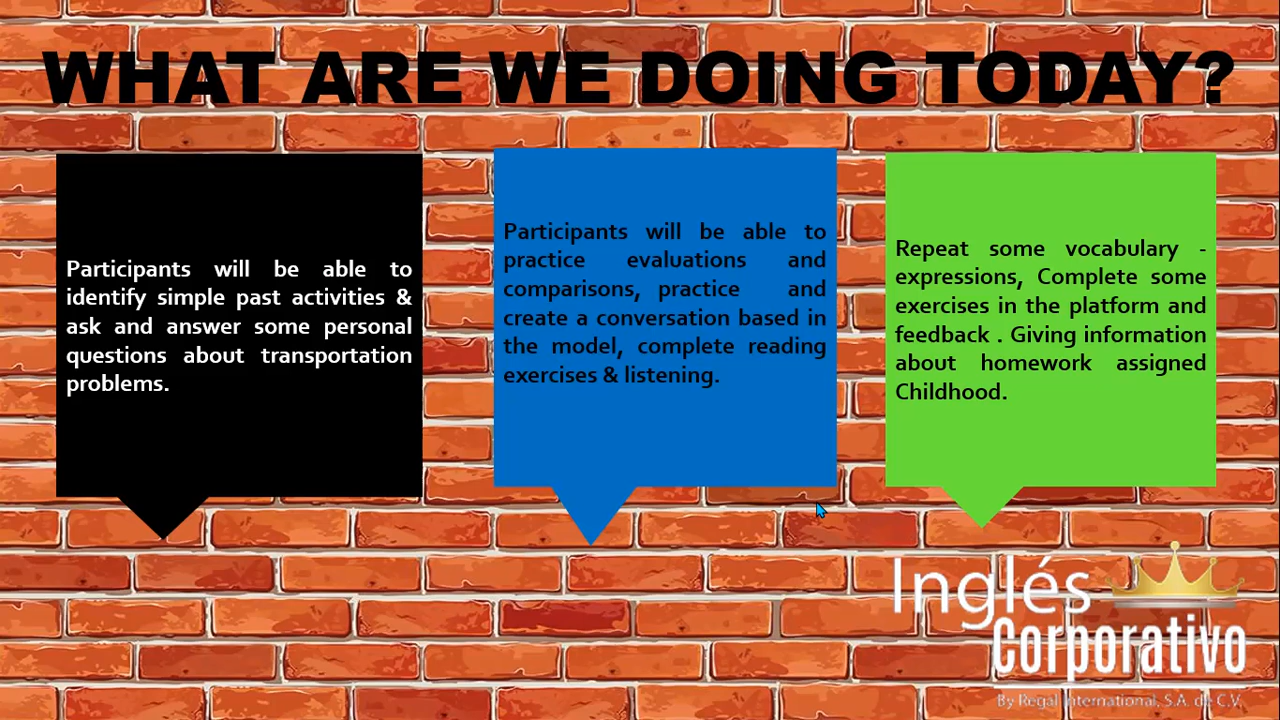 WHAT ARE WE DOING TODAY?
Participants will be able to
identify simple past activities &
ask and answer some personal
questions about transportation
problems.
Participants will be able to
practice evaluations and
comparisons, practice and
create a conversation based in
the model, complete reading
exercises & listening.
Repeat some vocabulary -
expressions, Complete some
exercises in the platform and
feedback . Giving information
about homework assigned
Childhood.
Inglés
Corporativo
By Regal International, S.A. de C.V.